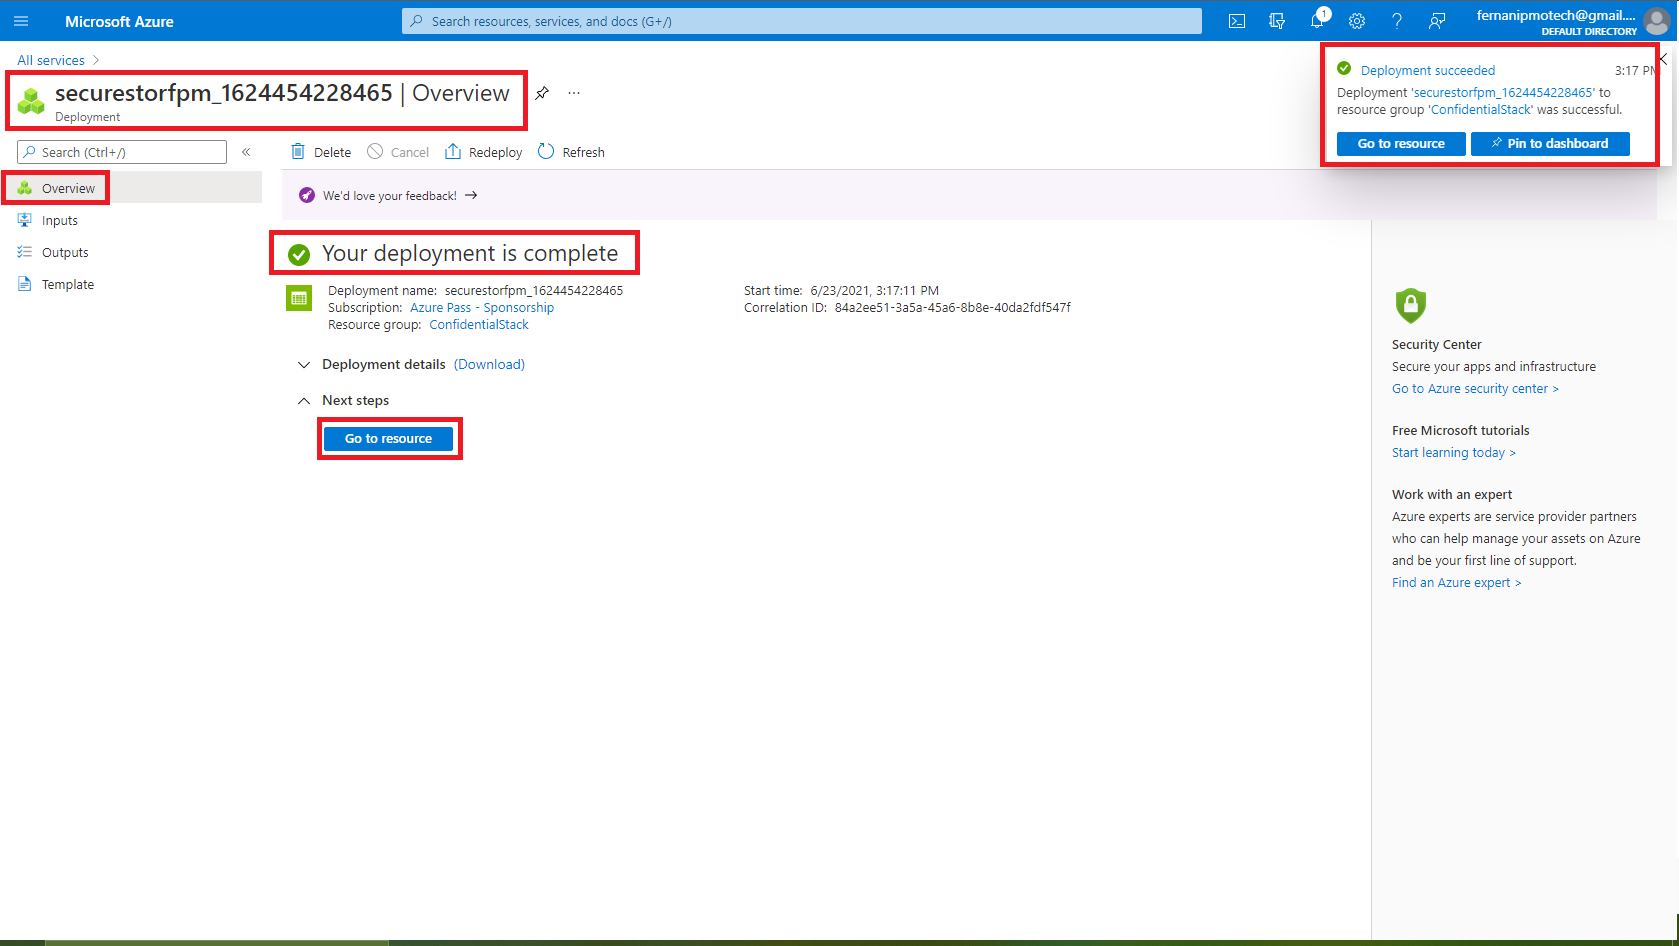 Microsoft Azure
Search resources, services, and docs (G+/)
1
fernanipmotech@gmail....
DEFAULT DIRECTORY
All services
securestorfpm_1624454228465 | Overview
...
Deployment
Search (Ctrl+/)
«
Overview
Inputs
Outputs
Template
Delete
Cancel
Redeploy
Refresh
We'd love your feedback! →
Your deployment is complete
Deployment name: securestorfpm_1624454228465
Subscription: Azure Pass - Sponsorship
Resource group: ConfidentialStack
Start time: 6/23/2021, 3:17:11 PM
Correlation ID: 84a2ee51-3a5a-45a6-8b8e-40da2fdf547f
Deployment details (Download)
Next steps
Go to resource
Deployment succeeded
3:17 PM
Deployment 'securestorfpm_1624454228465' to
resource group 'ConfidentialStack' was successful.
Go to resource
Pin to dashboard
Security Center
Secure your apps and infrastructure
Go to Azure security center >
Free Microsoft tutorials
Start learning today >
Work with an expert
Azure experts are service provider partners
who can help manage your assets on Azure
and be your first line of support.
Find an Azure expert >